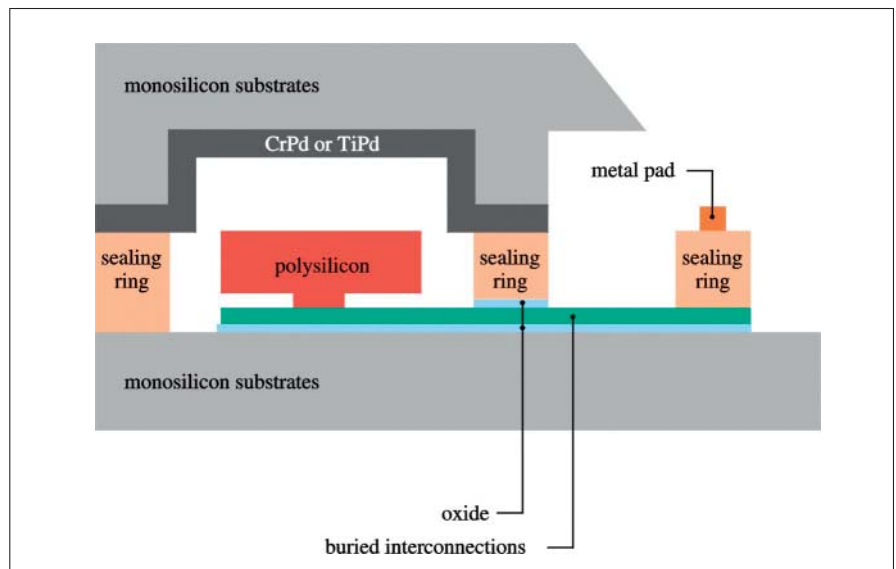 monosilicon substrates
CrPd or TiPd
metal pad
sealing
ring
polysilicon
sealing
ring
sealing
ring
monosilicon substrates
oxide
buried interconnections